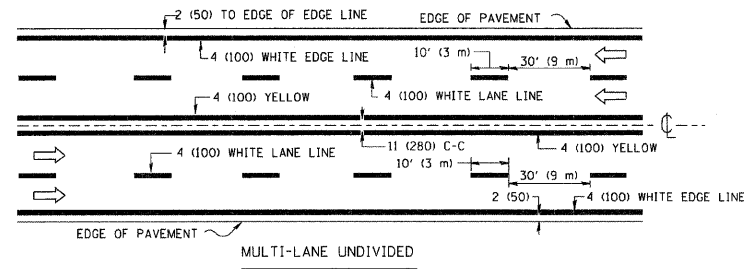 2 (50) TO EDGE OF EDGE LINE
EDGE OF PAVEMENT
4 (100) WHITE EDGE LINE
10' (3 m)
30' (9 m)
4 (100) YELLOW
4 (100) WHITE LANE LINE
℄
4 (100) WHITE LANE LINE
11 (280) C-C
4 (100) YELLOW
10' (3 m)
30' (9 m)
2 (50)
4 (100) WHITE EDGE LINE
EDGE OF PAVEMENT
MULTI-LANE UNDIVIDED